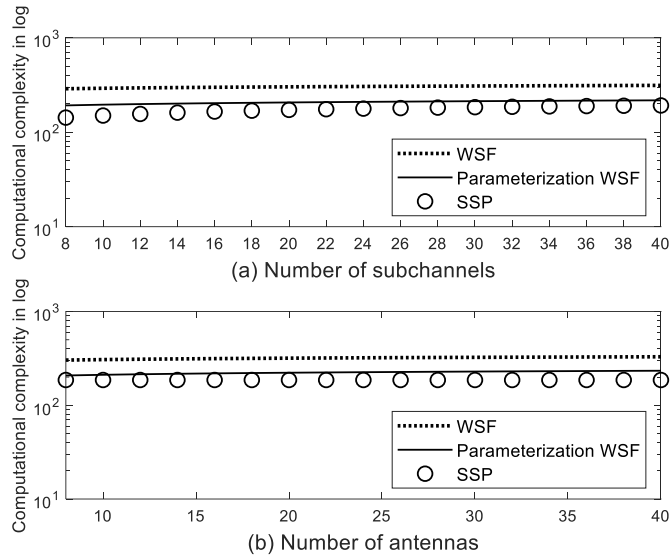 Computational complexity in log
10^3
10^2
10^1
WSF
Parameterization WSF
SSP
8 10 12 14 16 18 20 22 24 26 28 30 32 34 36 38 40
(a) Number of subchannels
Computational complexity in log
10^3
10^2
10^1
WSF
Parameterization WSF
SSP
10 15 20 25 30 35 40
(b) Number of antennas